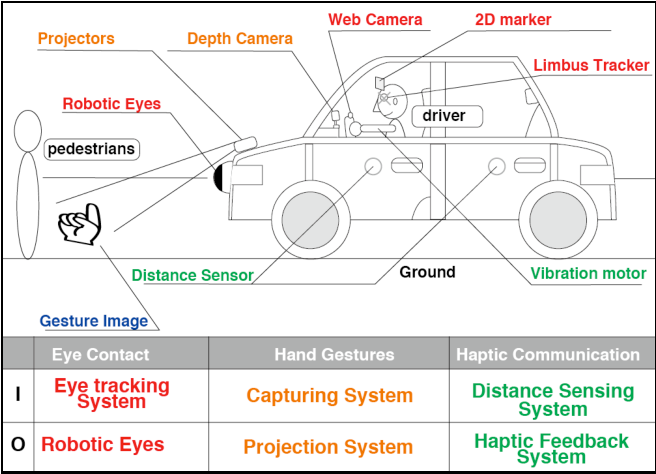 Web Camera
2D marker
Projectors
Depth Camera
Limbus Tracker
Robotic Eyes
driver
pedestrians
Distance Sensor
Ground
Vibration motor
Gesture Image
Eye Contact
Hand Gestures
Haptic Communication
I
Eye tracking
System
Capturing System
Distance Sensing
System
O
Robotic Eyes
Projection System
Haptic Feedback
System